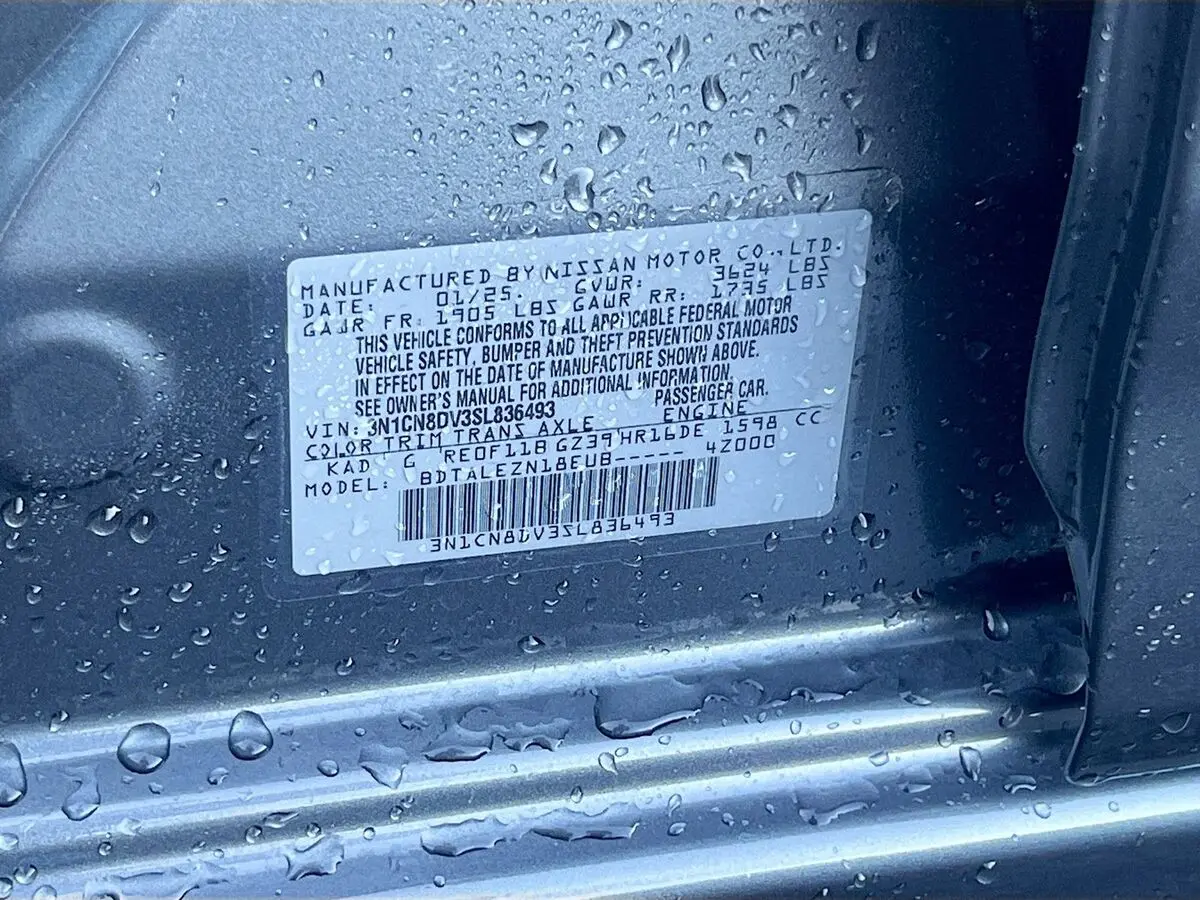 MANUFACTURED BY NISSAN MOTOR CO.,LTD.
DATE: 01/25. GVWR: 3624 LBS
GAWR FR: 1905 LBS GAWR RR: 1735 LBS
THIS VEHICLE CONFORMS TO ALL APPLICABLE FEDERAL MOTOR
VEHICLE SAFETY, BUMPER AND THEFT PREVENTION STANDARDS
IN EFFECT ON THE DATE OF MANUFACTURE SHOWN ABOVE.
SEE OWNER'S MANUAL FOR ADDITIONAL INFORMATION.
VIN: 3N1CN8DV3SL836493 PASSENGER CAR.
COLOR TRIM TRANS AXLE ENGINE
KAD G RE0F11B GZ39 HR16DE 1598 CC
MODEL: BDTALEZN18EUB----- 4Z000
3N1CN8DV3SL836493